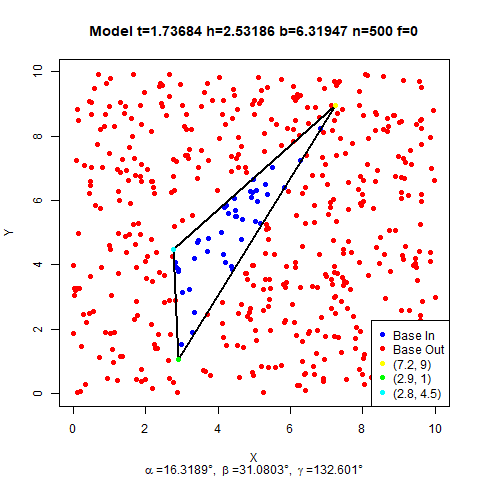 Model t=1.73684 h=2.53186 b=6.31947 n=500 f=0
10
8
6
4
2
0
Y
0 2 4 6 8 10
X
α=16.3189°, β=31.0803°, γ=132.601°
Base In
Base Out
(7.2, 9)
(2.9, 1)
(2.8, 4.5)